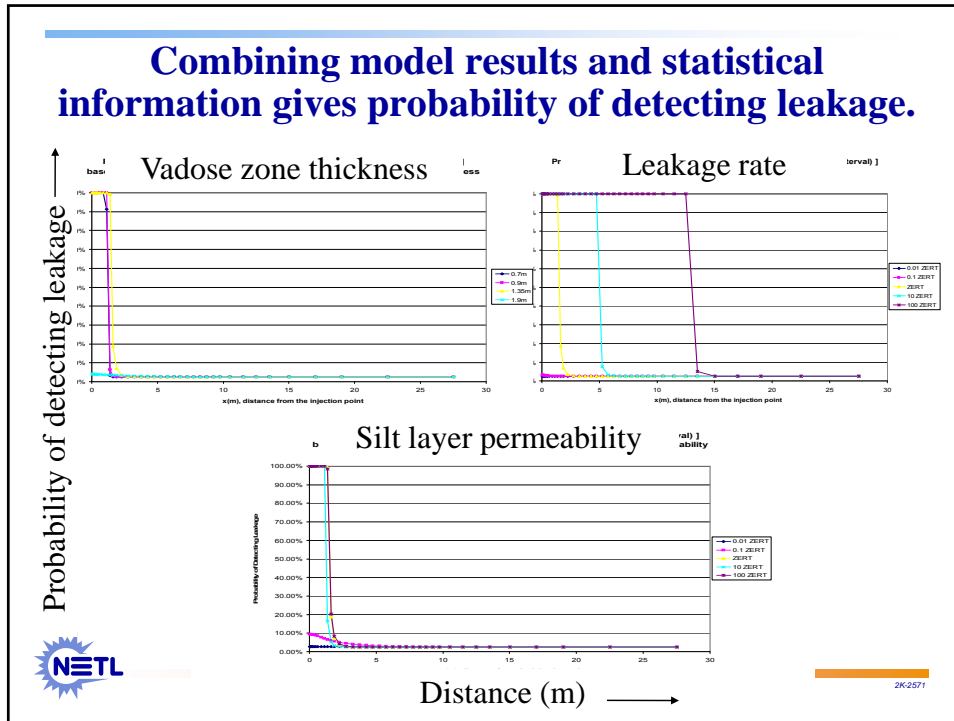 Combining model results and statistical
information gives probability of detecting leakage.
Probability of detecting leakage
Vadose zone thickness
ess
0
5
10
15
20
25
30
x(m), distance from the injection point
0.7m
0.9m
1.35m
1.9m
Leakage rate
erval) ]
0
5
10
15
20
25
30
x(m), distance from the injection point
0.01 ZERT
0.1 ZERT
ZERT
10 ZERT
100 ZERT
Silt layer permeability
val) ]
ability
Probability of Detecting Leakage
100.00%
90.00%
80.00%
70.00%
60.00%
50.00%
40.00%
30.00%
20.00%
10.00%
0.00%
0
5
10
15
20
25
30
0.01 ZERT
0.1 ZERT
ZERT
10 ZERT
100 ZERT
Distance (m)
NETL
2K-2571